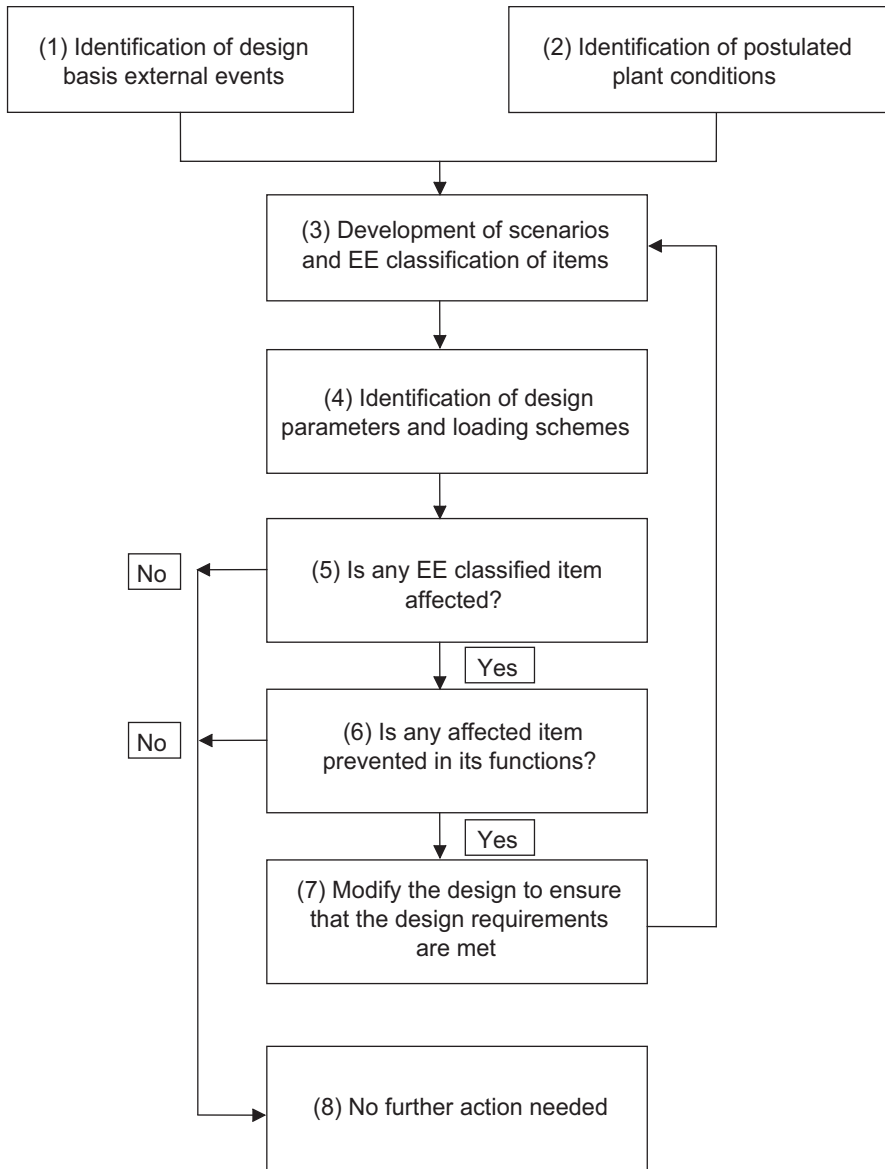 (1) Identification of design
basis external events
(2) Identification of postulated
plant conditions
(3) Development of scenarios
and EE classification of items
(4) Identification of design
parameters and loading schemes
(5) Is any EE classified item
affected?
No
Yes
(6) Is any affected item
prevented in its functions?
No
Yes
(7) Modify the design to ensure
that the design requirements
are met
(8) No further action needed